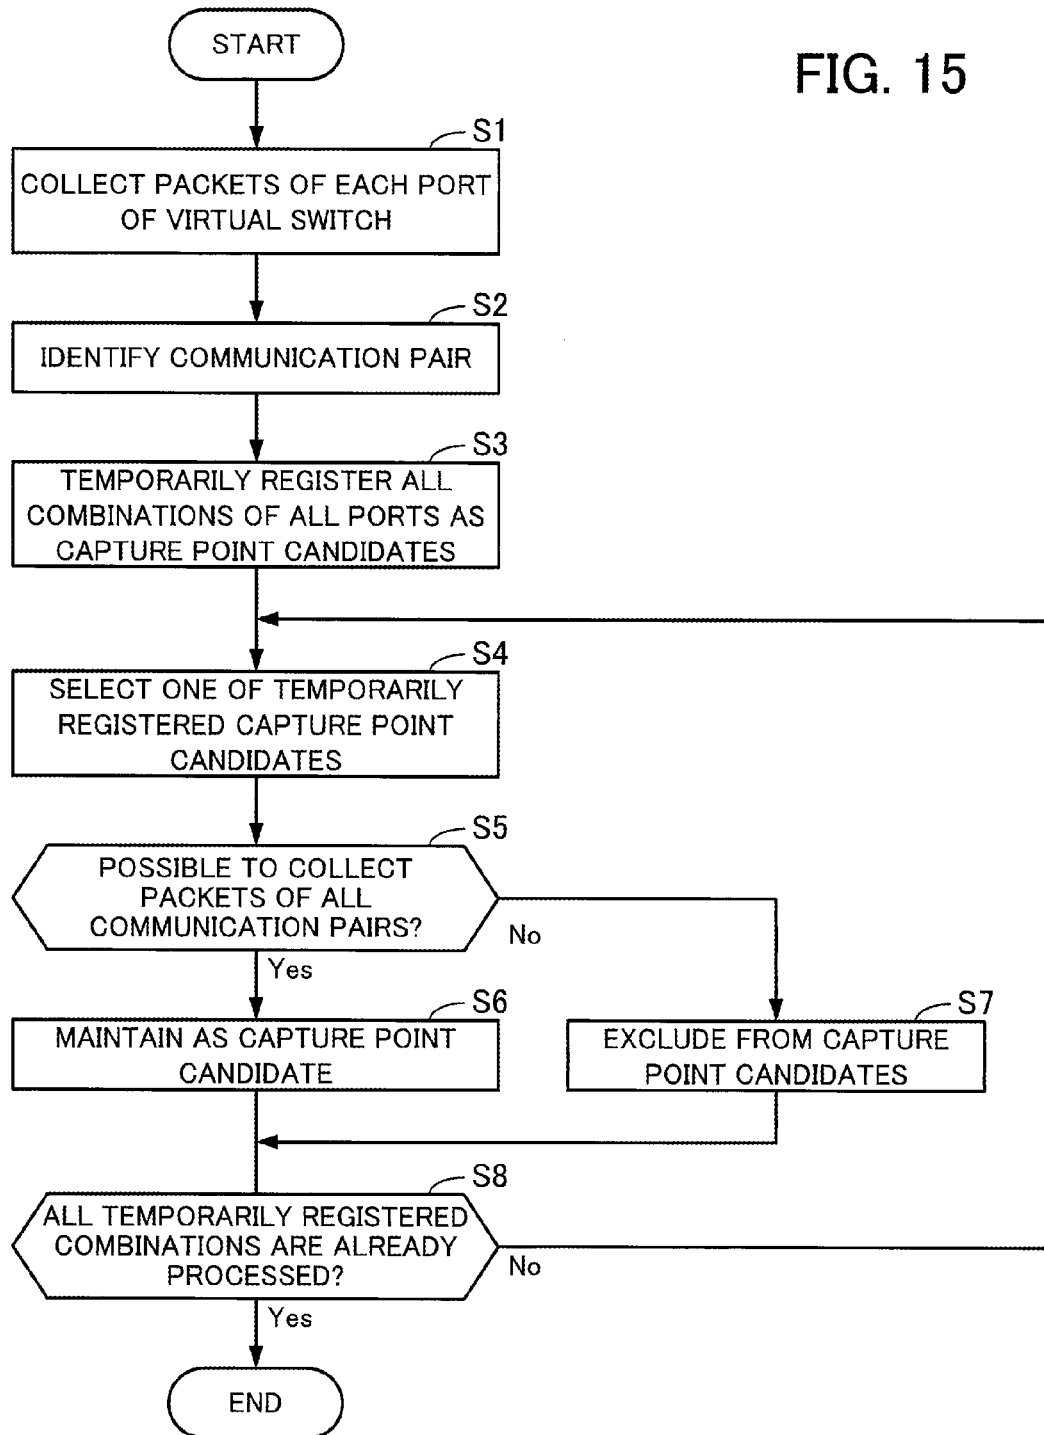 START
FIG. 15
S1
COLLECT PACKETS OF EACH PORT
OF VIRTUAL SWITCH
S2
IDENTIFY COMMUNICATION PAIR
S3
TEMPORARILY REGISTER ALL
COMBINATIONS OF ALL PORTS AS
CAPTURE POINT CANDIDATES
S4
SELECT ONE OF TEMPORARILY
REGISTERED CAPTURE POINT
CANDIDATES
S5
POSSIBLE TO COLLECT
PACKETS OF ALL
COMMUNICATION PAIRS?
No
Yes
S6
MAINTAIN AS CAPTURE POINT
CANDIDATE
S7
EXCLUDE FROM CAPTURE
POINT CANDIDATES
S8
ALL TEMPORARILY REGISTERED
COMBINATIONS ARE ALREADY
PROCESSED?
No
Yes
END